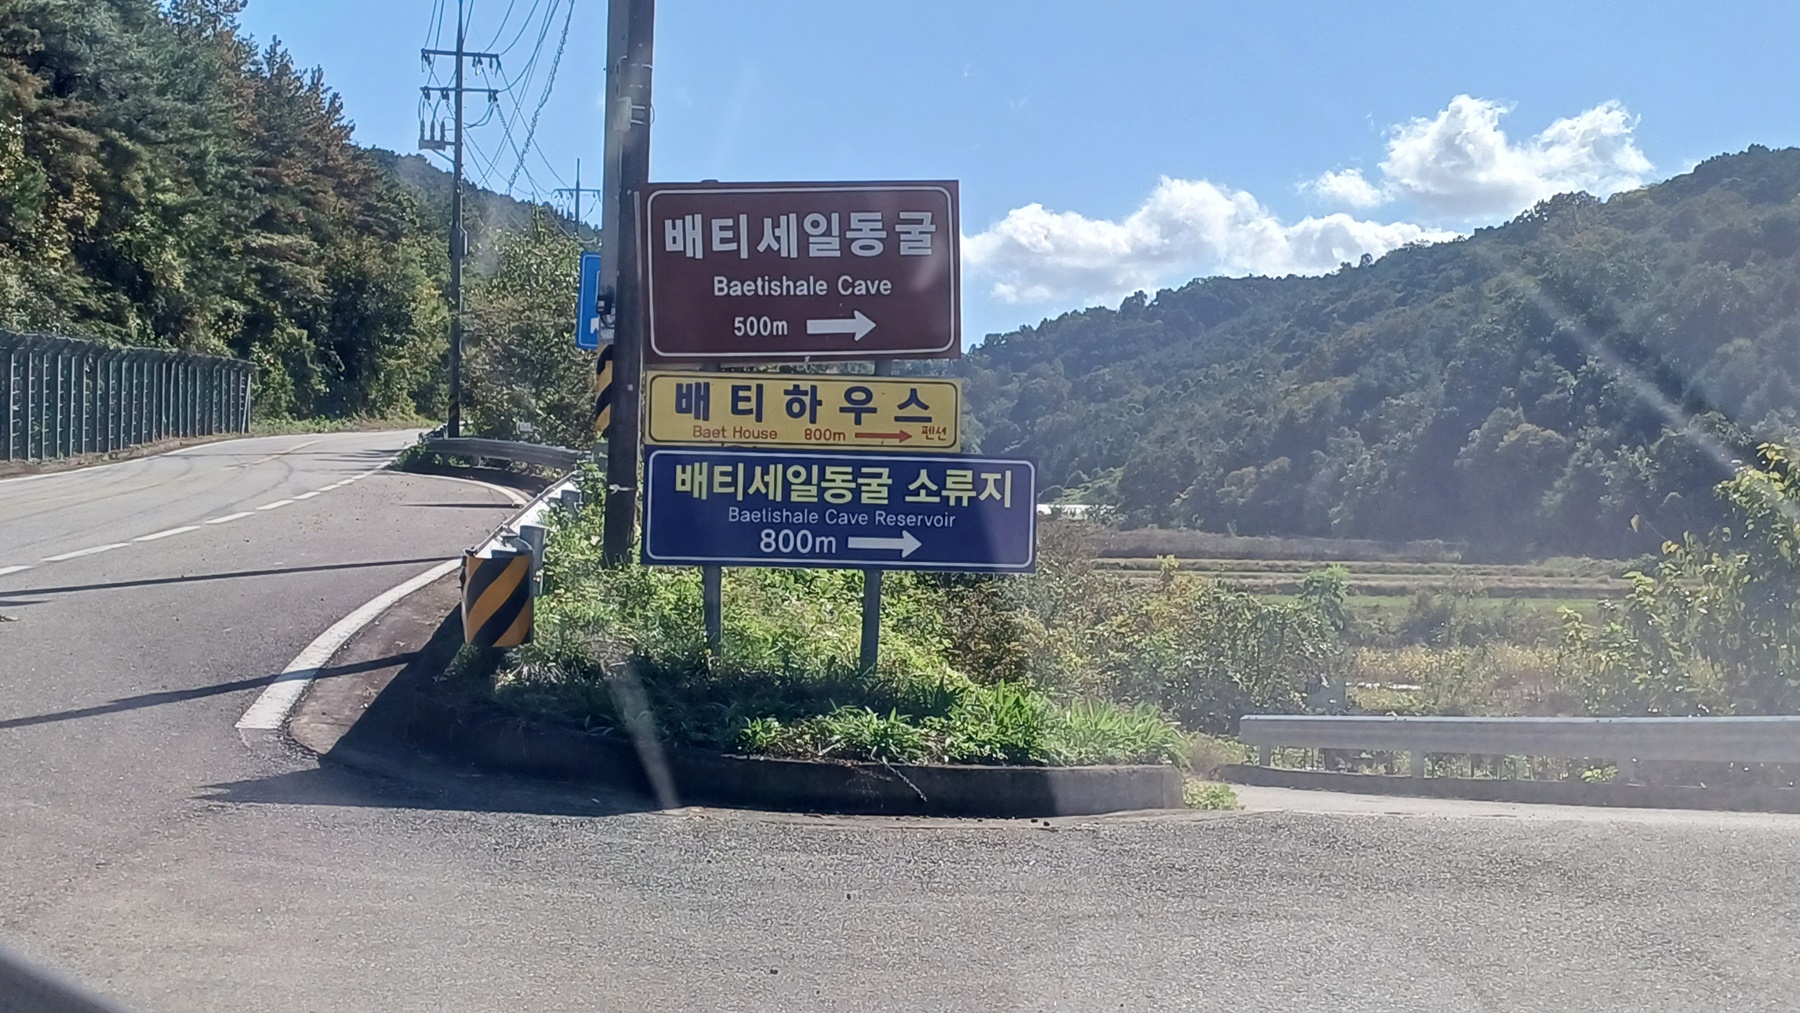 배티세일동굴
Baetishale Cave
500m
배티하우스
Baet House 800m 펜션
배티세일동굴 소류지
Baetishale Cave Reservoir
800m